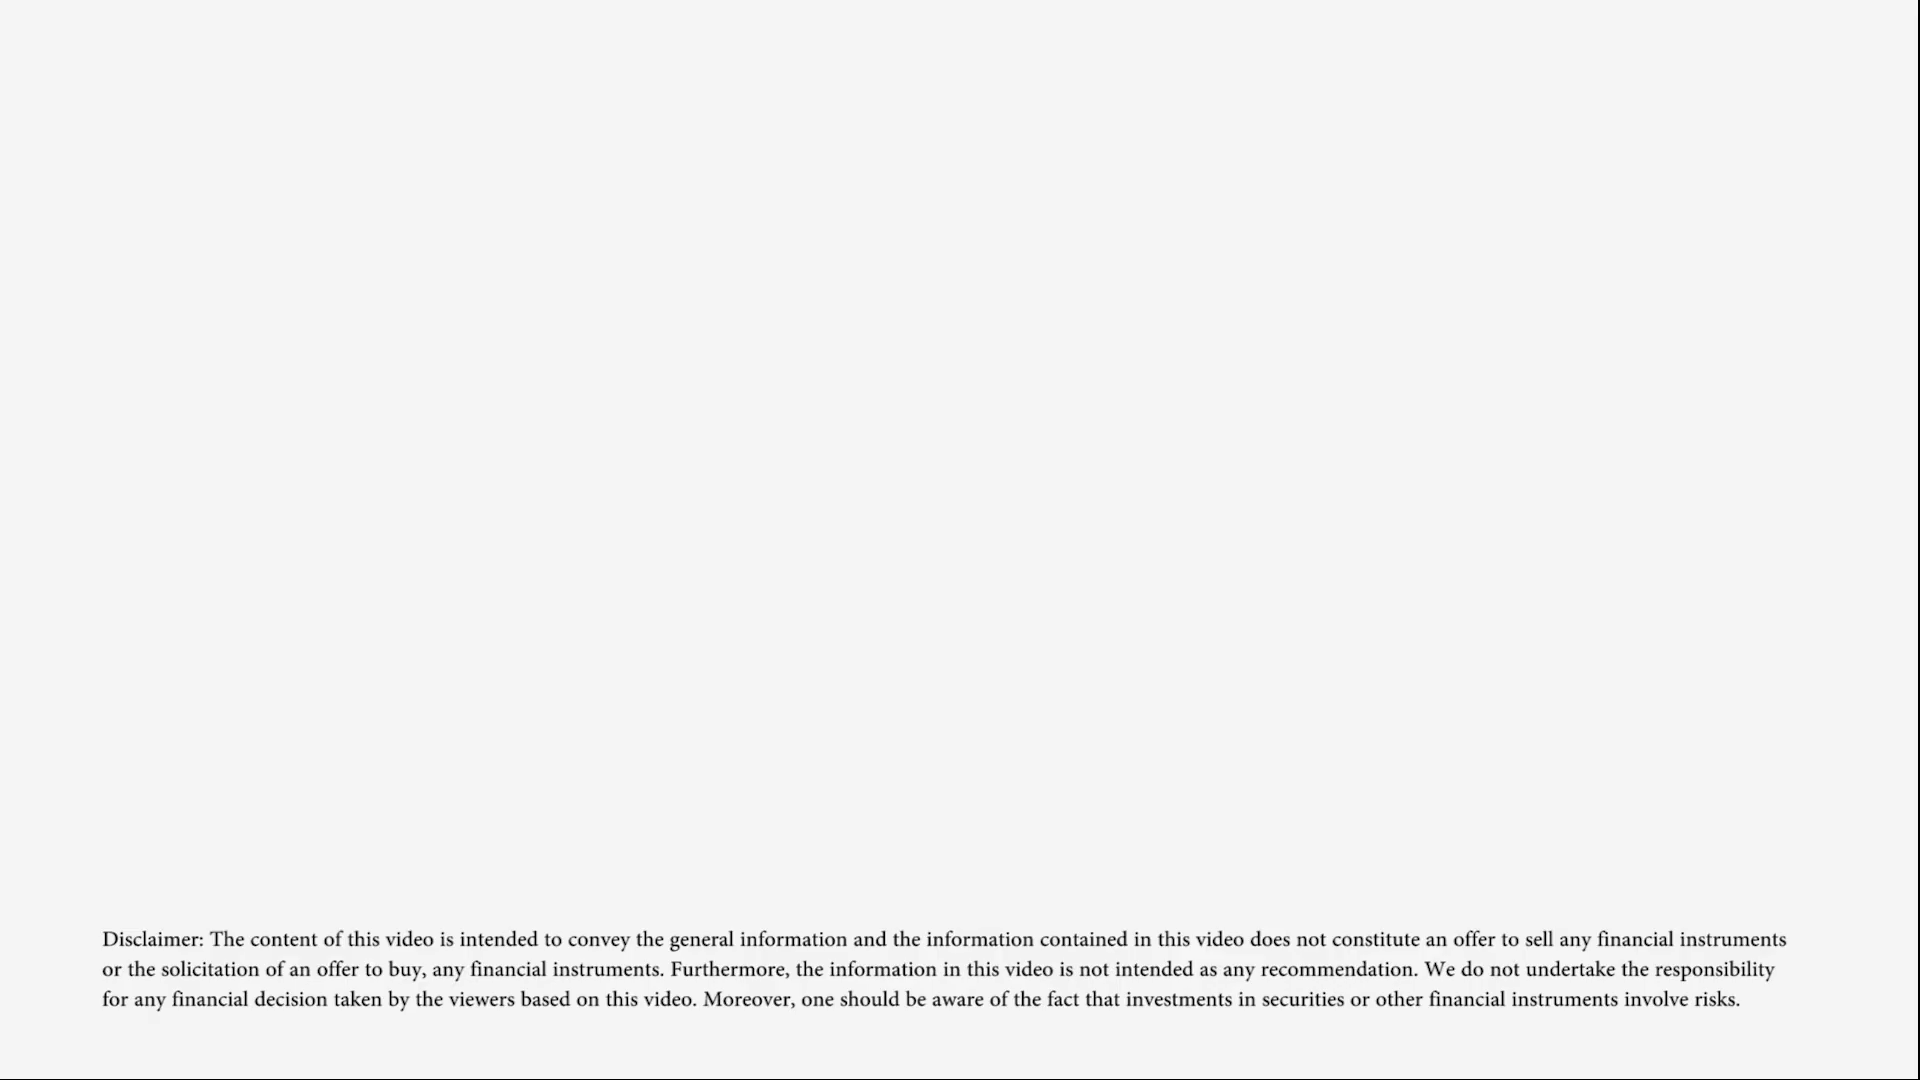 Disclaimer: The content of this video is intended to convey the general information and the information contained in this video does not constitute an offer to sell any financial instruments
or the solicitation of an offer to buy, any financial instruments. Furthermore, the information in this video is not intended as any recommendation. We do not undertake the responsibility
for any financial decision taken by the viewers based on this video. Moreover, one should be aware of the fact that investments in securities or other financial instruments involve risks.